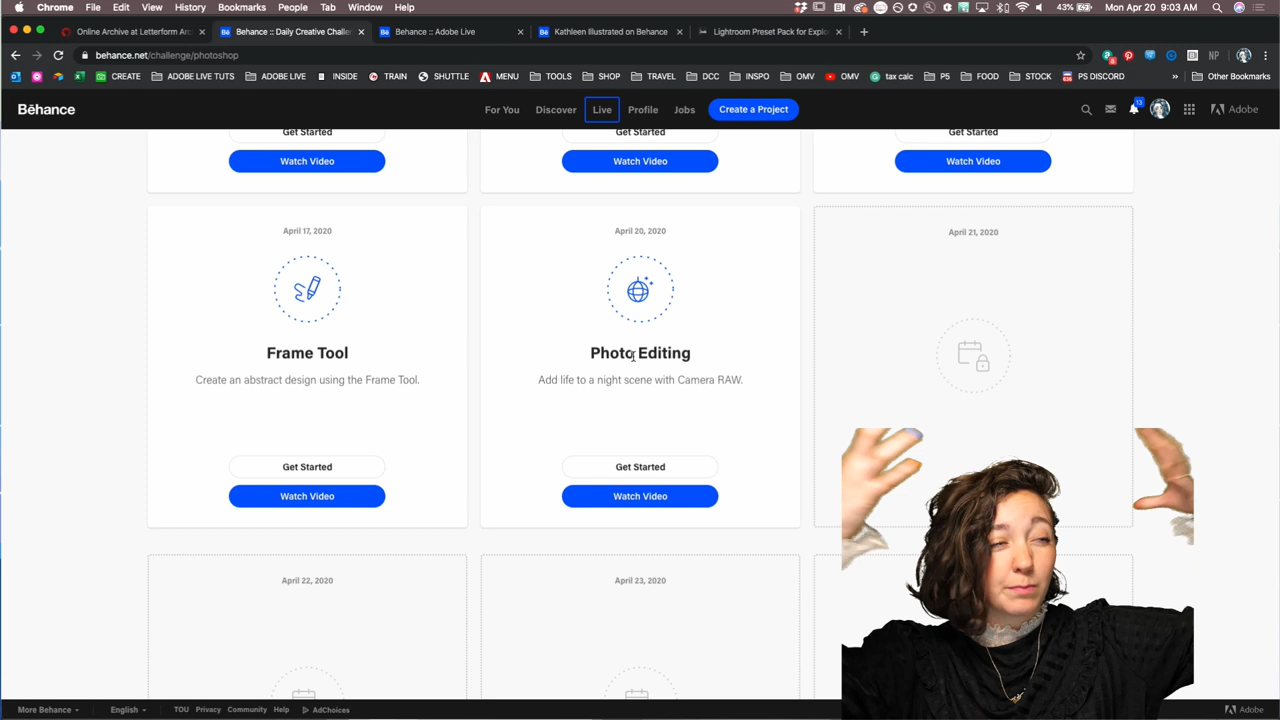 Chrome File Edit View History Bookmarks People Tab Window Help
43% Mon Apr 20 9:03 AM
Online Archive at Letterform Arc
Behance :: Daily Creative Challe
Behance :: Adobe Live
Kathleen Illustrated on Behance
Lightroom Preset Pack for Explo
behance.net/challenge/photoshop
CREATE ADOBE LIVE TUTS ADOBE LIVE INSIDE TRAIN SHUTTLE MENU TOOLS SHOP TRAVEL DCC INSPO OMV OMV tax calc P5 FOOD STOCK PS DISCORD » Other Bookmarks
Bēhance
For You Discover Live Profile Jobs Create a Project
13
Adobe
Get Started Get Started Get Started
Watch Video Watch Video Watch Video
April 17, 2020
Frame Tool
Create an abstract design using the Frame Tool.
Get Started
Watch Video
April 20, 2020
Photo Editing
Add life to a night scene with Camera RAW.
Get Started
Watch Video
April 21, 2020
April 22, 2020
April 23, 2020
More Behance English TOU Privacy Community Help AdChoices
Adobe